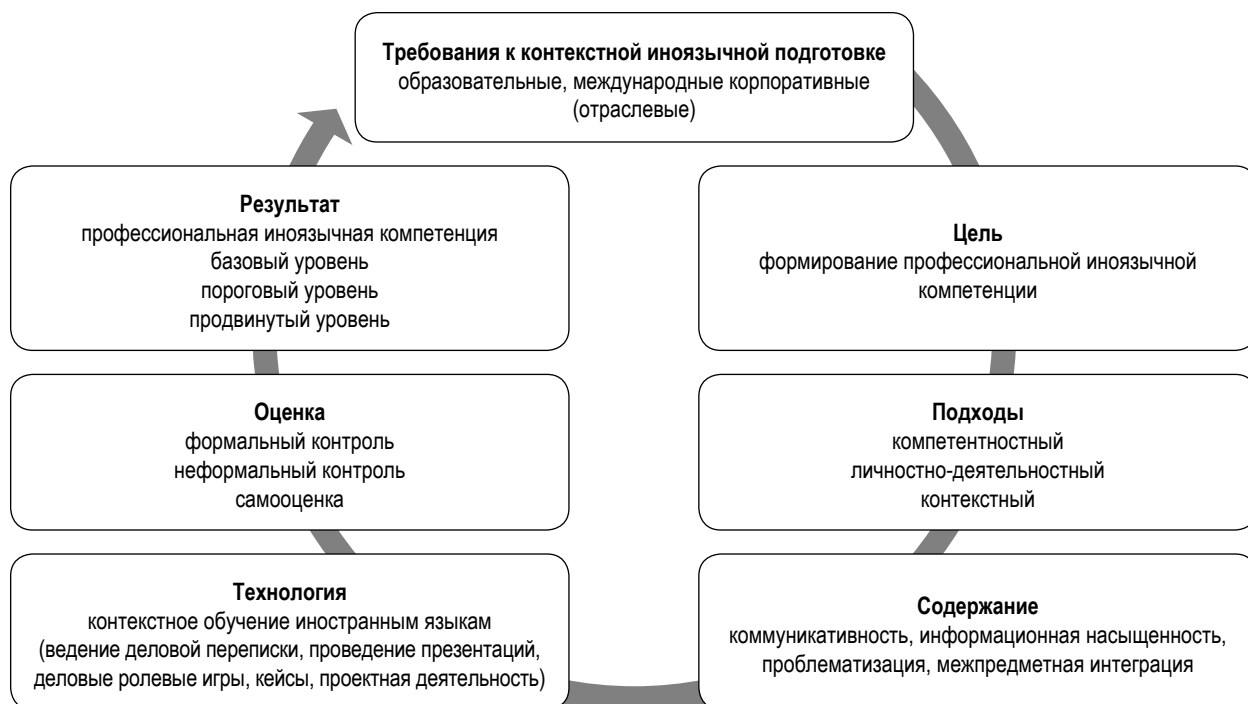 Требования к контекстной иноязычной подготовке
образовательные, международные корпоративные
(отраслевые)
Цель
формирование профессиональной иноязычной
компетенции
Подходы
компетентностный
личностно-деятельностный
контекстный
Содержание
коммуникативность, информационная насыщенность,
проблематизация, межпредметная интеграция
Технология
контекстное обучение иностранным языкам
(ведение деловой переписки, проведение презентаций,
деловые ролевые игры, кейсы, проектная деятельность)
Оценка
формальный контроль
неформальный контроль
самооценка
Результат
профессиональная иноязычная компетенция
базовый уровень
пороговый уровень
продвинутый уровень